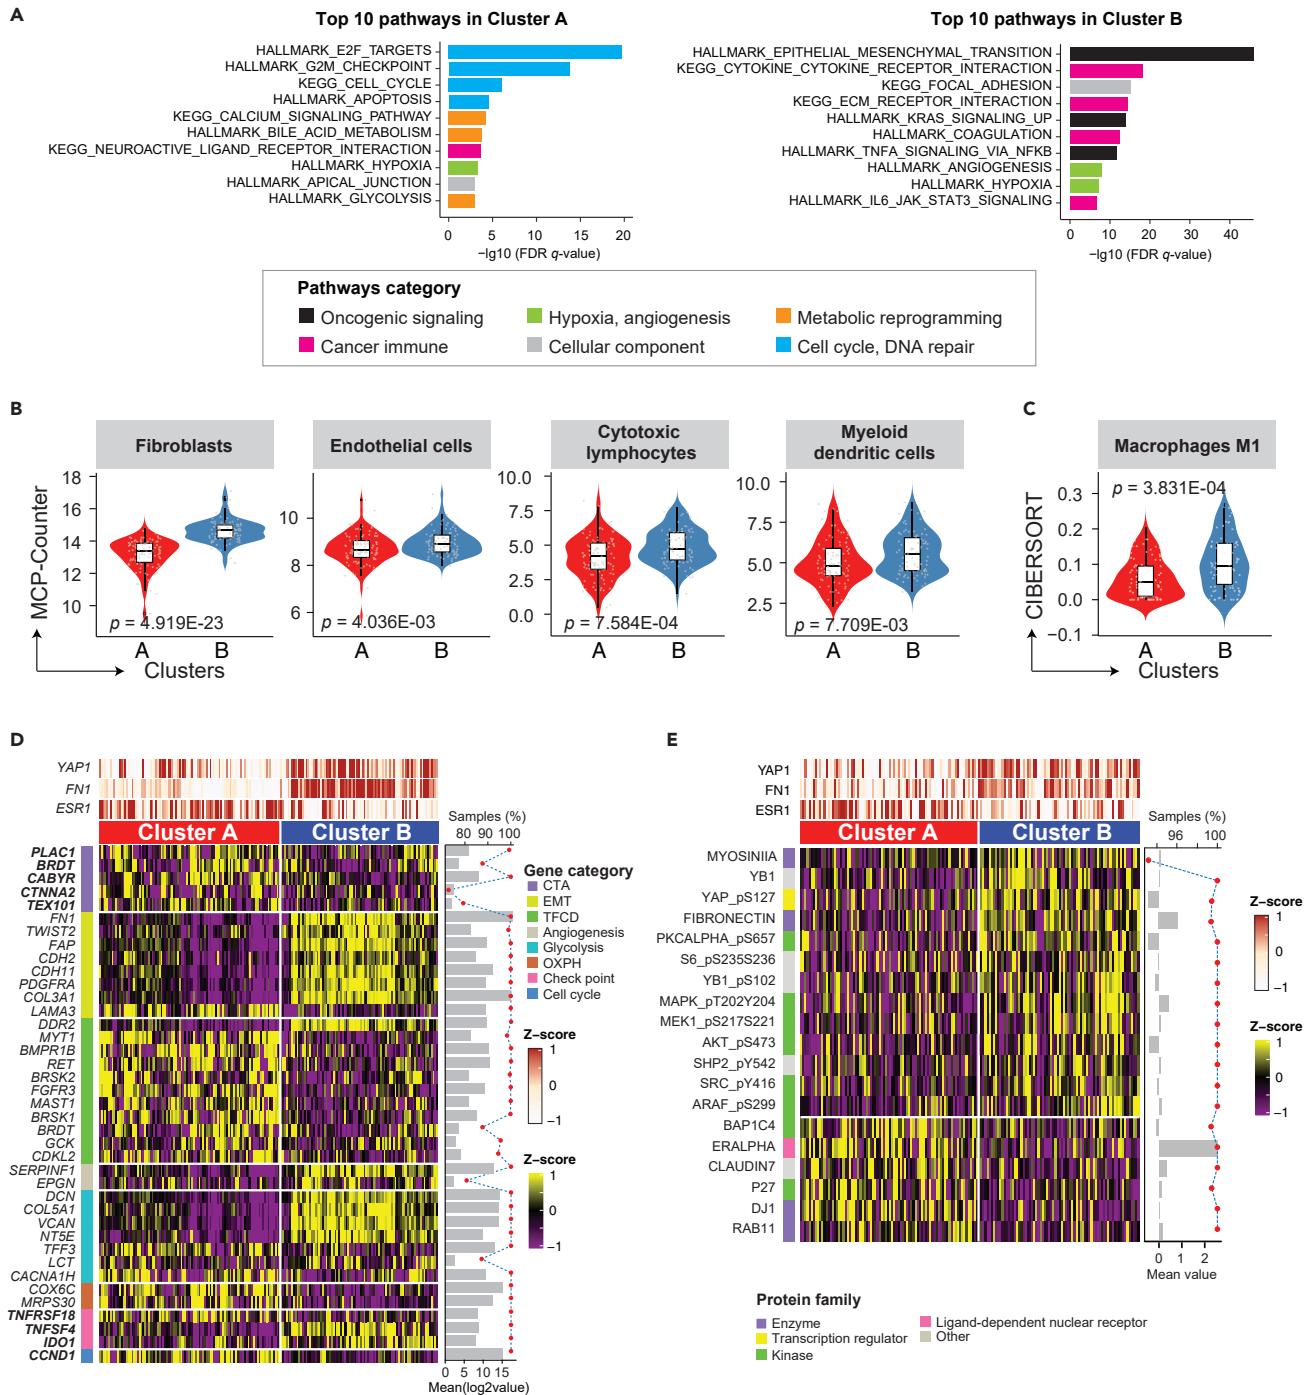 A
Top 10 pathways in Cluster A
HALLMARK_E2F_TARGETS
HALLMARK_G2M_CHECKPOINT
KEGG_CELL_CYCLE
HALLMARK_APOPTOSIS
KEGG_CALCIUM_SIGNALING_PATHWAY
HALLMARK_BILE_ACID_METABOLISM
KEGG_NEUROACTIVE_LIGAND_RECEPTOR_INTERACTION
HALLMARK_HYPOXIA
HALLMARK_APICAL_JUNCTION
HALLMARK_GLYCOLYSIS
0 5 10 15 20
−lg10 (FDR q-value)
Top 10 pathways in Cluster B
HALLMARK_EPITHELIAL_MESENCHYMAL_TRANSITION
KEGG_CYTOKINE_CYTOKINE_RECEPTOR_INTERACTION
KEGG_FOCAL_ADHESION
KEGG_ECM_RECEPTOR_INTERACTION
HALLMARK_KRAS_SIGNALING_UP
HALLMARK_COAGULATION
HALLMARK_TNFA_SIGNALING_VIA_NFKB
HALLMARK_ANGIOGENESIS
HALLMARK_HYPOXIA
HALLMARK_IL6_JAK_STAT3_SIGNALING
0 10 20 30 40
−lg10 (FDR q-value)
Pathways category
Oncogenic signaling
Hypoxia, angiogenesis
Metabolic reprogramming
Cancer immune
Cellular component
Cell cycle, DNA repair
B
MCP-Counter
Fibroblasts
18
16
14
12
10
p = 4.919E-23
A B
Clusters
Endothelial cells
10
8
6
p = 4.036E-03
A B
Cytotoxic
lymphocytes
10.0
7.5
5.0
2.5
0.0
p = 7.584E-04
A B
Myeloid
dendritic cells
10.0
7.5
5.0
2.5
p = 7.709E-03
A B
C
CIBERSORT
Macrophages M1
p = 3.831E-04
0.3
0.2
0.1
0.0
−0.1
A B
Clusters
D
YAP1
FN1
ESR1
Cluster A
Cluster B
PLAC1
BRDT
CABYR
CTNNA2
TEX101
FN1
TWIST2
FAP
CDH2
CDH11
PDGFRA
COL3A1
LAMA3
DDR2
MYT1
BMPR1B
RET
BRSK2
FGFR3
MAST1
BRSK1
BRDT
GCK
CDKL2
SERPINF1
EPGN
DCN
COL5A1
VCAN
NT5E
TFF3
LCT
CACNA1H
COX6C
MRPS30
TNFRSF18
TNFSF4
IDO1
CCND1
Samples (%)
80 90 100
0 5 10 15
Mean(log2value)
Gene category
CTA
EMT
TFCD
Angiogenesis
Glycolysis
OXPH
Check point
Cell cycle
Z-score
1
0
−1
Z-score
1
0
−1
E
YAP1
FN1
ESR1
Cluster A
Cluster B
MYOSINIIA
YB1
YAP_pS127
FIBRONECTIN
PKCALPHA_pS657
S6_pS235S236
YB1_pS102
MAPK_pT202Y204
MEK1_pS217S221
AKT_pS473
SHP2_pY542
SRC_pY416
ARAF_pS299
BAP1C4
ERALPHA
CLAUDIN7
P27
DJ1
RAB11
Samples (%)
96 100
0 1 2
Mean value
Z-score
1
0
−1
Z-score
1
0
−1
Protein family
Enzyme
Transcription regulator
Kinase
Ligand-dependent nuclear receptor
Other